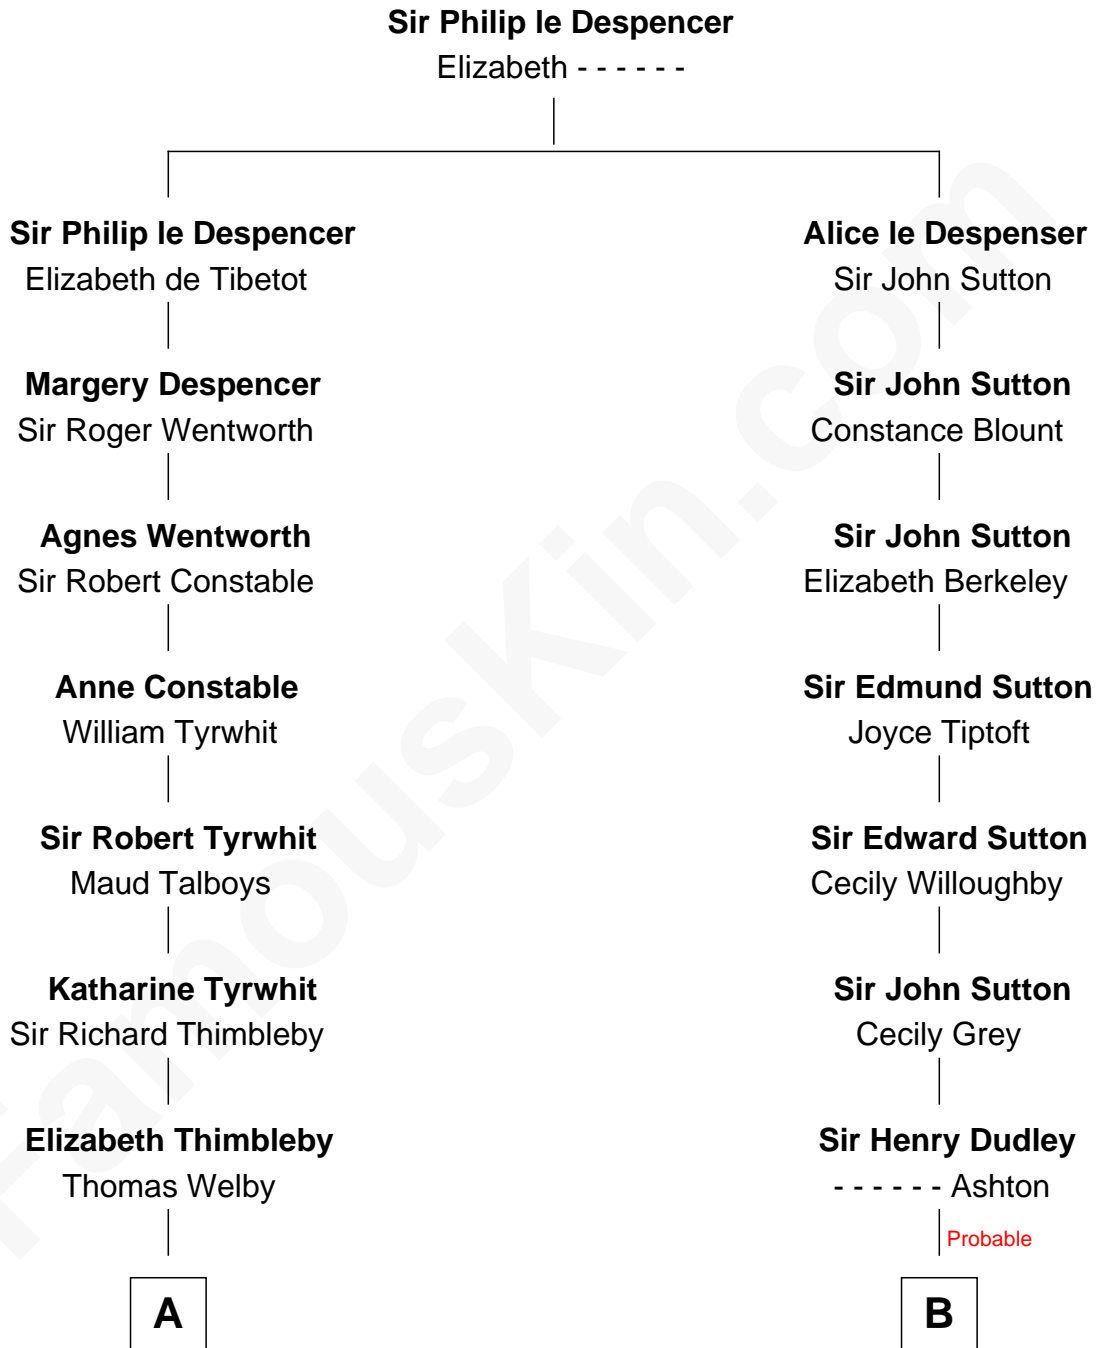 Sir Philip le Despencer
Elizabeth - - - - - -
Sir Philip le Despencer
Elizabeth de Tibetot
Margery Despencer
Sir Roger Wentworth
Agnes Wentworth
Sir Robert Constable
Anne Constable
William Tyrwhit
Sir Robert Tyrwhit
Maud Talboys
Katharine Tyrwhit
Sir Richard Thimbleby
Elizabeth Thimbleby
Thomas Welby
A
Alice le Despenser
Sir John Sutton
Sir John Sutton
Constance Blount
Sir John Sutton
Elizabeth Berkeley
Sir Edmund Sutton
Joyce Tiptoft
Sir Edward Sutton
Cecily Willoughby
Sir John Sutton
Cecily Grey
Sir Henry Dudley
- - - - - - Ashton
Probable
B
FamousKin.com